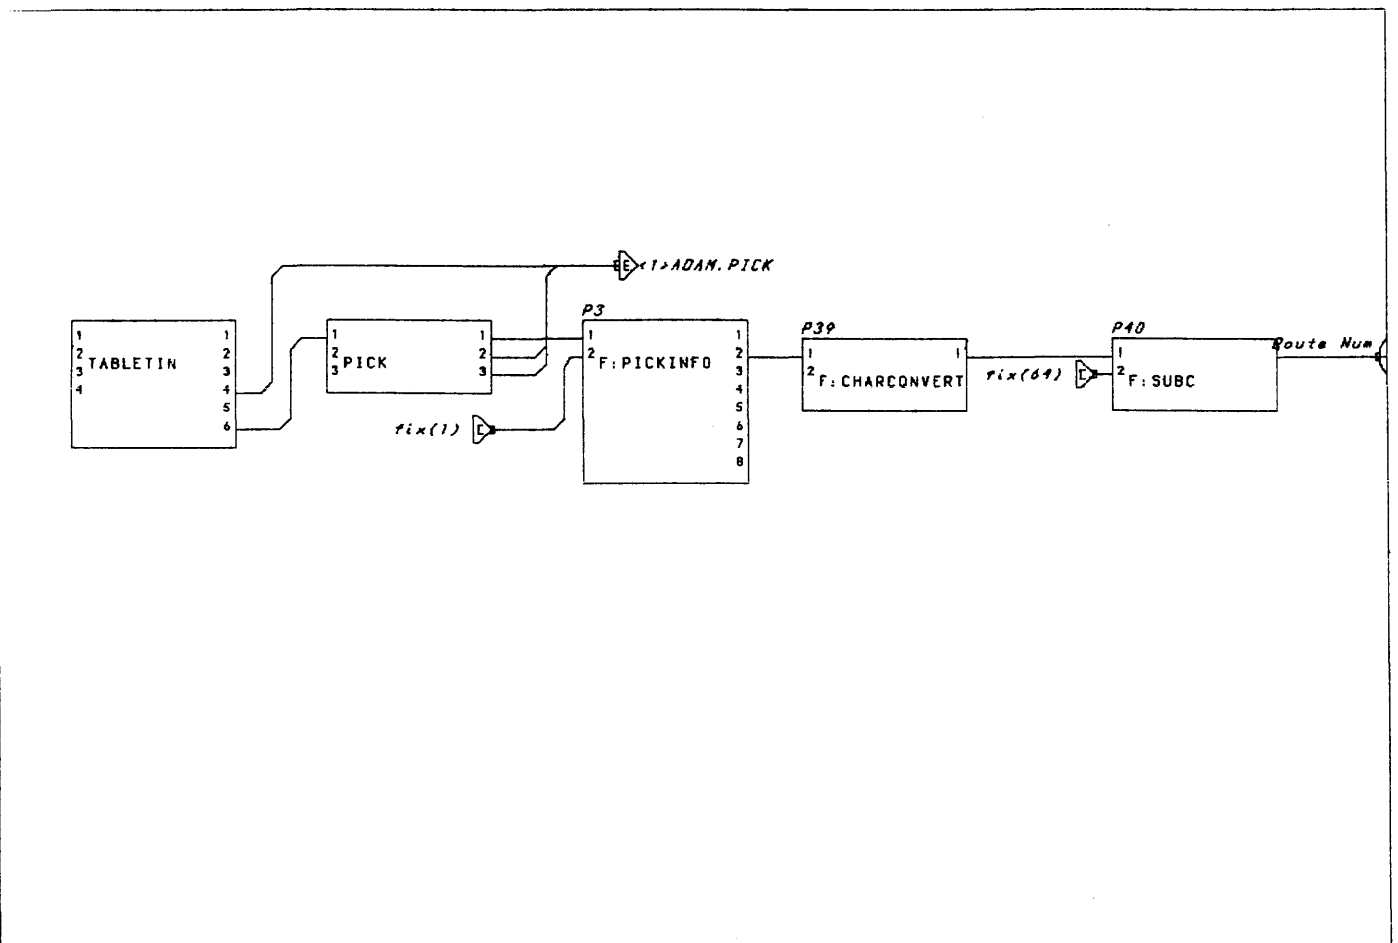 <1>ADAM.PICK
P3
P39
P40
1 1
2 2
3 3
4 4
5
6
TABLETIN
1 1
2 2
3 3
PICK
1 1
2 2
3
4
5
6
7
8
F:PICKINFO
fix(1) C
E
1 1
2
F:CHARCONVERT
fix(64) C
1
2
F:SUBC
Route Num